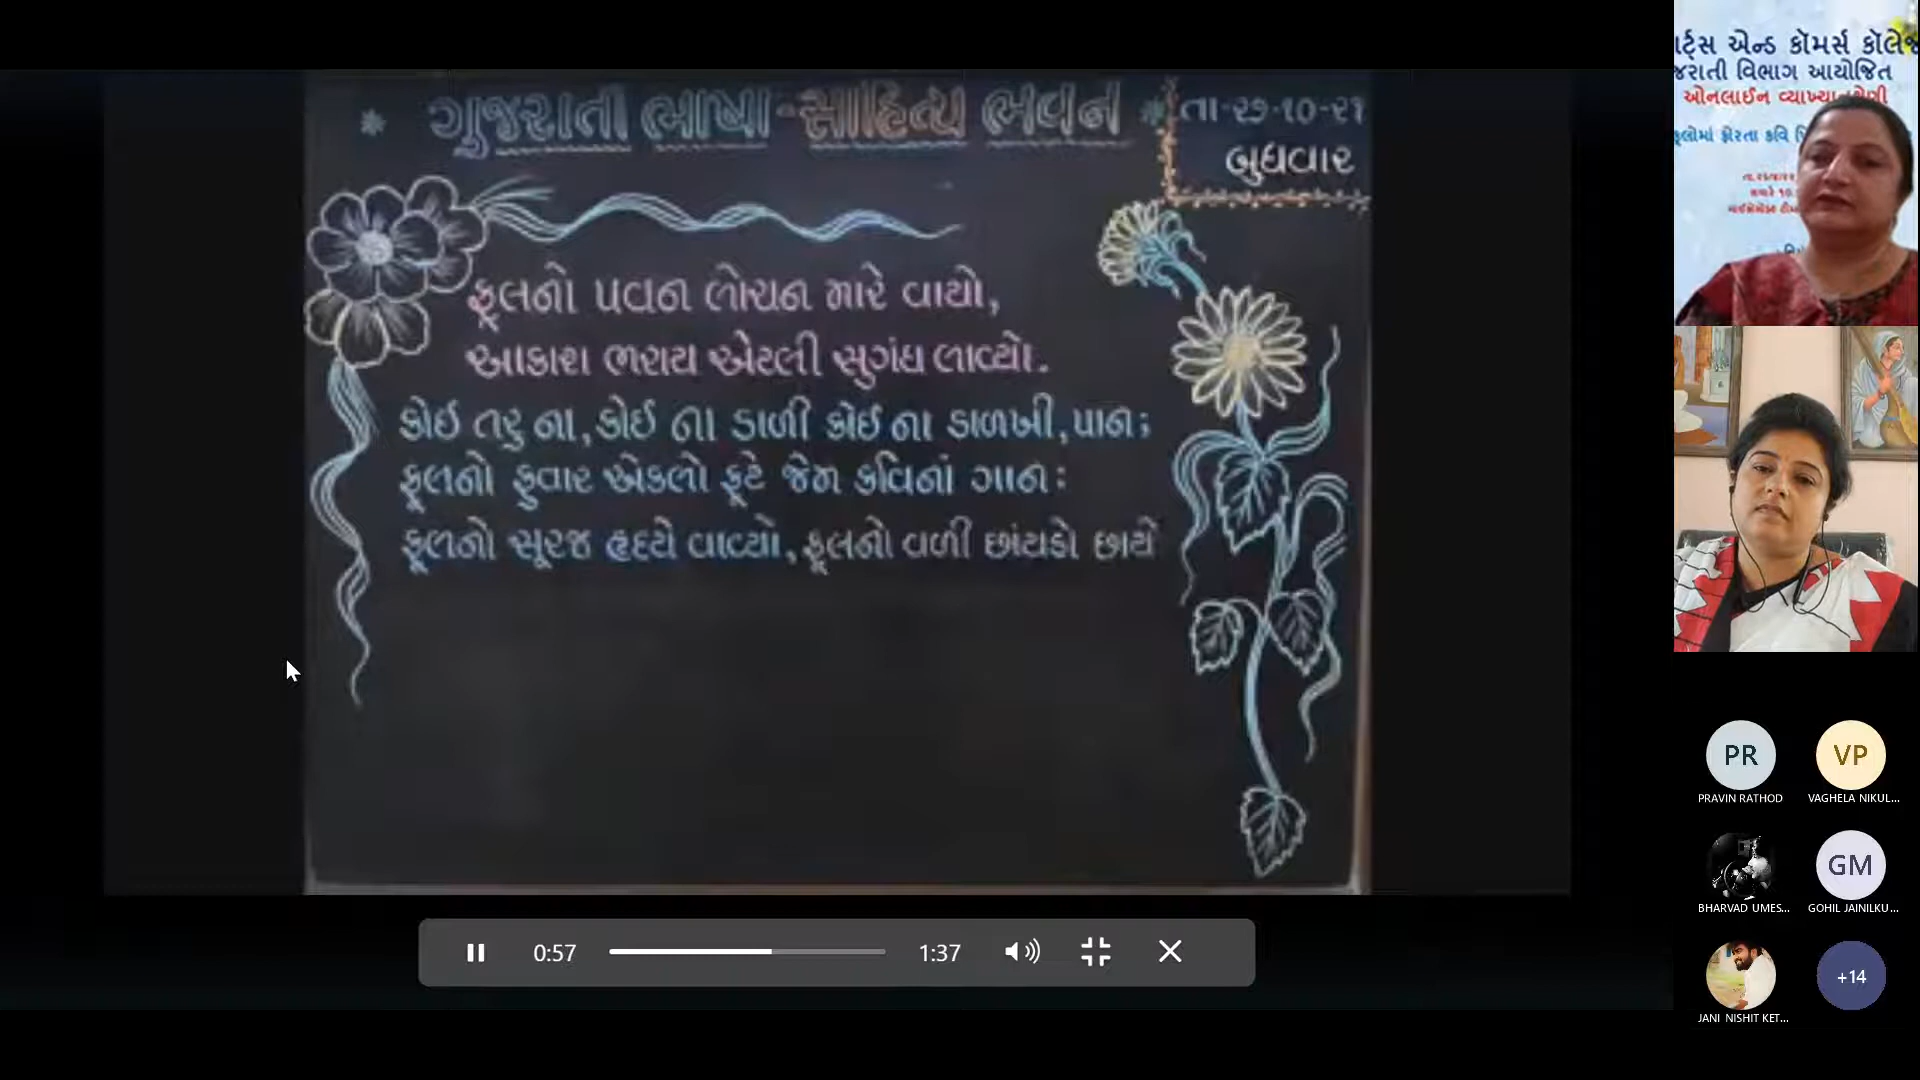 ગુજરાતી ભાષા-સાહિત્ય ભવન
તા-૨૭-૧૦-૨૧
બુધવાર
ફૂલનો પવન લોચન મારે વાયો,
આકાશ ભરાય એટલી સુગંધ લાવ્યો.
કોઈ તરુ ના, કોઈ ના ડાળી કોઈ ના ડાળખી, પાન;
ફૂલનો ફુવાર એકલો ફૂટે જેમ કવિનાં ગાન:
ફૂલનો સૂરજ હૃદયે વાવ્યો, ફૂલનો વળી છાંયડો છાયો
0:57
1:37
ર્ટ્સ એન્ડ કૉમર્સ કૉલેજ
જરાતી વિભાગ આયોજિત
ઓનલાઈન
ફૂલોમાં ફોરતા કવિ
PR
PRAVIN RATHOD
VP
VAGHELA NIKUL...
BHARVAD UMES...
GM
GOHIL JAINILKU...
JANI NISHIT KET...
+14